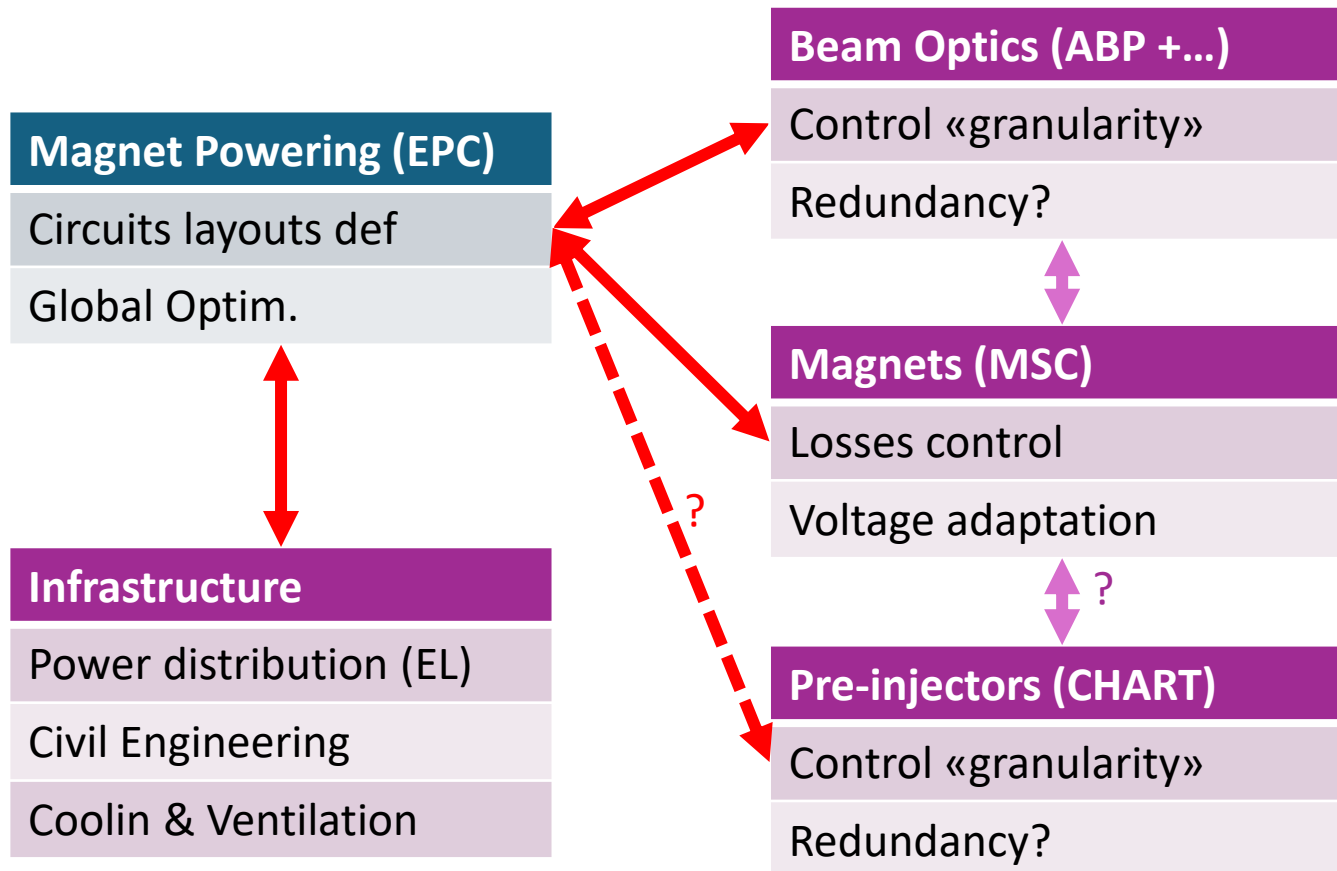 Magnet Powering (EPC)
Circuits layouts def
Global Optim.
Infrastructure
Power distribution (EL)
Civil Engineering
Coolin & Ventilation
?
Beam Optics (ABP +…)
Control «granularity»
Redundancy?
Magnets (MSC)
Losses control
Voltage adaptation
?
Pre-injectors (CHART)
Control «granularity»
Redundancy?